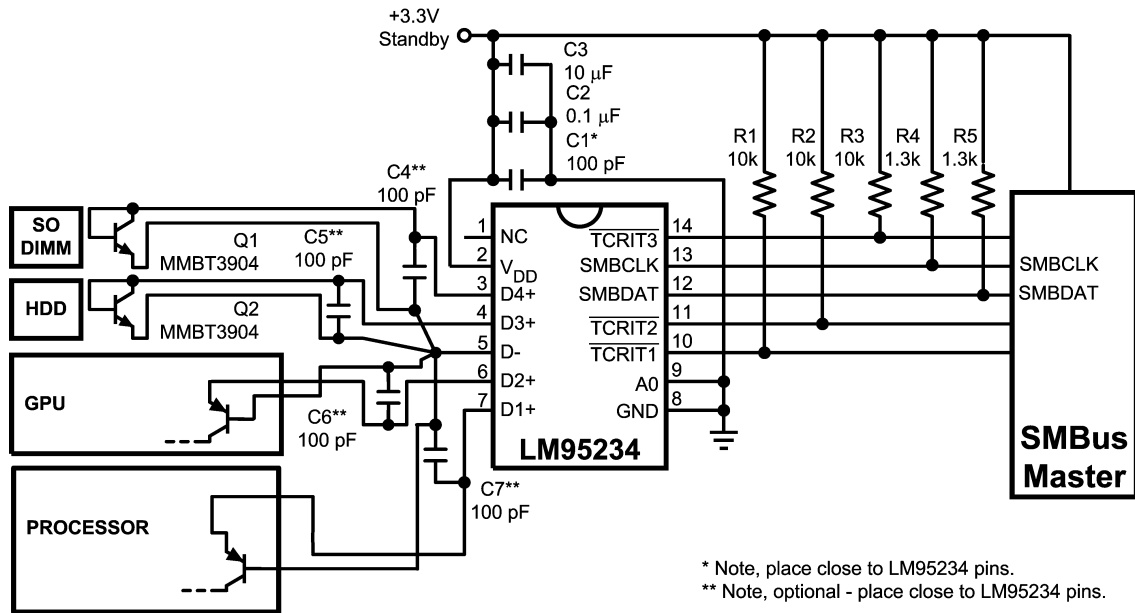 +3.3V
Standby
C3
10 μF
C2
0.1 μF
C1*
100 pF
C4**
100 pF
R1
10k
R2
10k
R3
10k
R4
1.3k
R5
1.3k
SO
DIMM
Q1
MMBT3904
C5**
100 pF
HDD
Q2
MMBT3904
GPU
C6**
100 pF
PROCESSOR
C7**
100 pF
1 NC
2 VDD
3 D4+
4 D3+
5 D-
6 D2+
7 D1+
TCRIT3 14
SMBCLK 13
SMBDAT 12
TCRIT2 11
TCRIT1 10
A0 9
GND 8
LM95234
SMBCLK
SMBDAT
SMBus
Master
* Note, place close to LM95234 pins.
** Note, optional - place close to LM95234 pins.